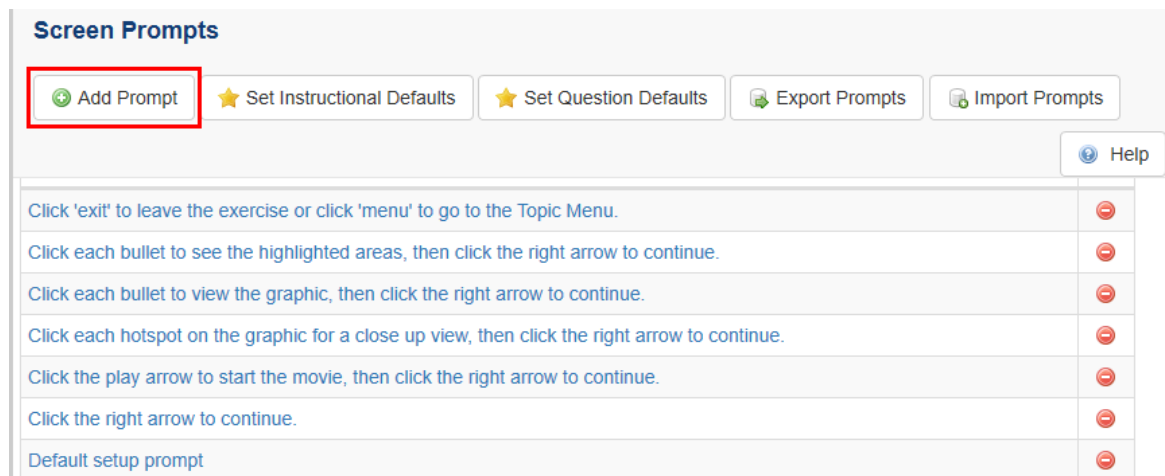 Screen Prompts
Add Prompt Set Instructional Defaults Set Question Defaults Export Prompts Import Prompts
Help
Click 'exit' to leave the exercise or click 'menu' to go to the Topic Menu.
Click each bullet to see the highlighted areas, then click the right arrow to continue.
Click each bullet to view the graphic, then click the right arrow to continue.
Click each hotspot on the graphic for a close up view, then click the right arrow to continue.
Click the play arrow to start the movie, then click the right arrow to continue.
Click the right arrow to continue.
Default setup prompt